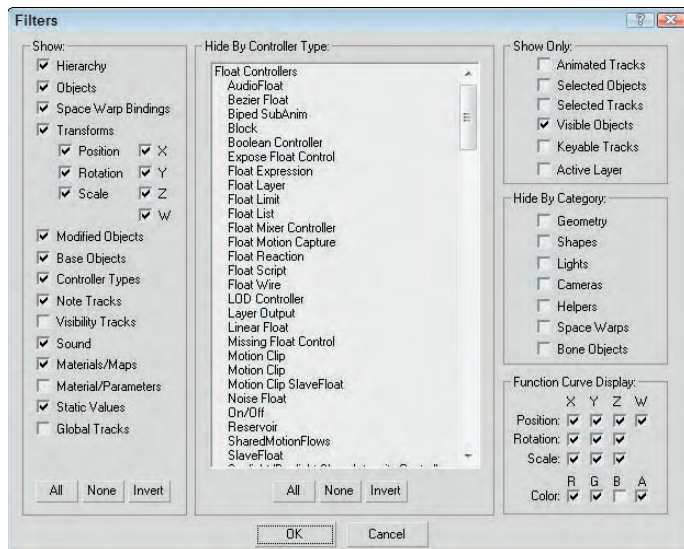 Filters
Show:
Hierarchy
Objects
Space Warp Bindings
Transforms
Position X
Rotation Y
Scale Z
W
Modified Objects
Base Objects
Controller Types
Note Tracks
Visibility Tracks
Sound
Materials/Maps
Material/Parameters
Static Values
Global Tracks
All None Invert
Hide By Controller Type:
Float Controllers
AudioFloat
Bezier Float
Biped SubAnim
Block
Boolean Controller
Expose Float Control
Float Expression
Float Layer
Float Limit
Float List
Float Mixer Controller
Float Motion Capture
Float Reaction
Float Script
Float Wire
LOD Controller
Layer Output
Linear Float
Missing Float Control
Motion Clip
Motion Clip
Motion Clip SlaveFloat
Noise Float
On/Off
Reservoir
SharedMotionFlows
SlaveFloat
All None Invert
Show Only:
Animated Tracks
Selected Objects
Selected Tracks
Visible Objects
Keyable Tracks
Active Layer
Hide By Category:
Geometry
Shapes
Lights
Cameras
Helpers
Space Warps
Bone Objects
Function Curve Display:
X Y Z W
Position:
Rotation:
Scale:
R G B A
Color:
OK Cancel